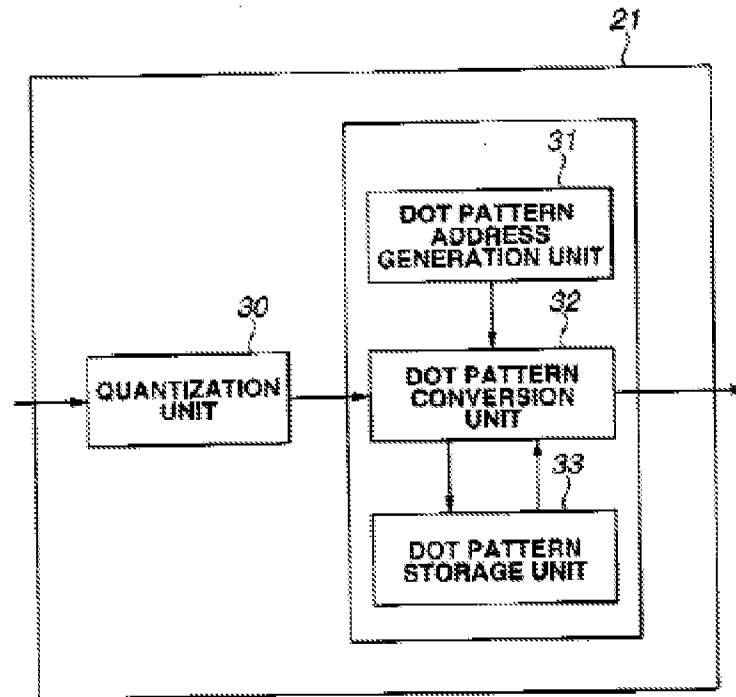 21
31
DOT PATTERN
ADDRESS
GENERATION UNIT
30
32
QUANTIZATION
UNIT
DOT PATTERN
CONVERSION
UNIT
33
DOT PATTERN
STORAGE UNIT